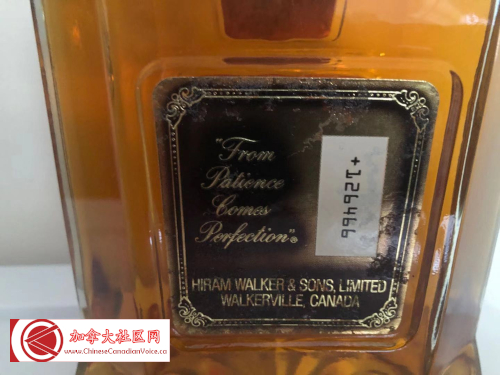 "From
Patience
Comes
Perfection"®
+126466
HIRAM WALKER & SONS, LIMITED
WALKERVILLE, CANADA
加拿大社区网
www.ChineseCanadianVoice.ca